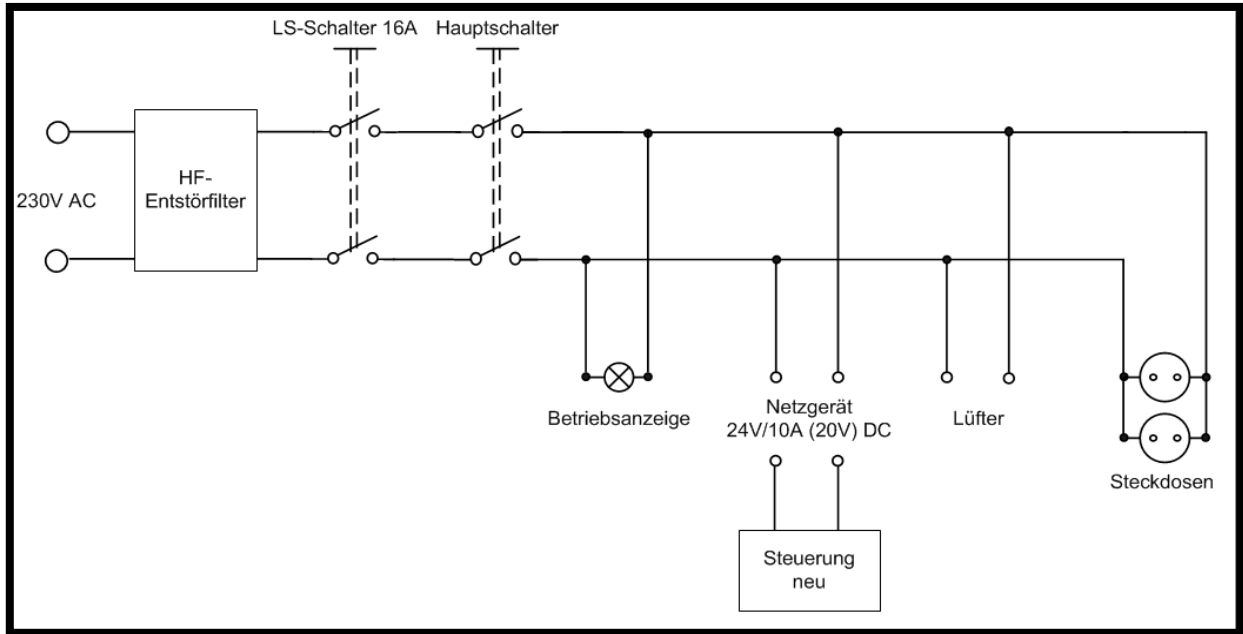 LS-Schalter 16A
Hauptschalter
230V AC
HF-
Entstörfilter
Betriebsanzeige
Netzgerät
24V/10A (20V) DC
Lüfter
Steckdosen
Steuerung
neu